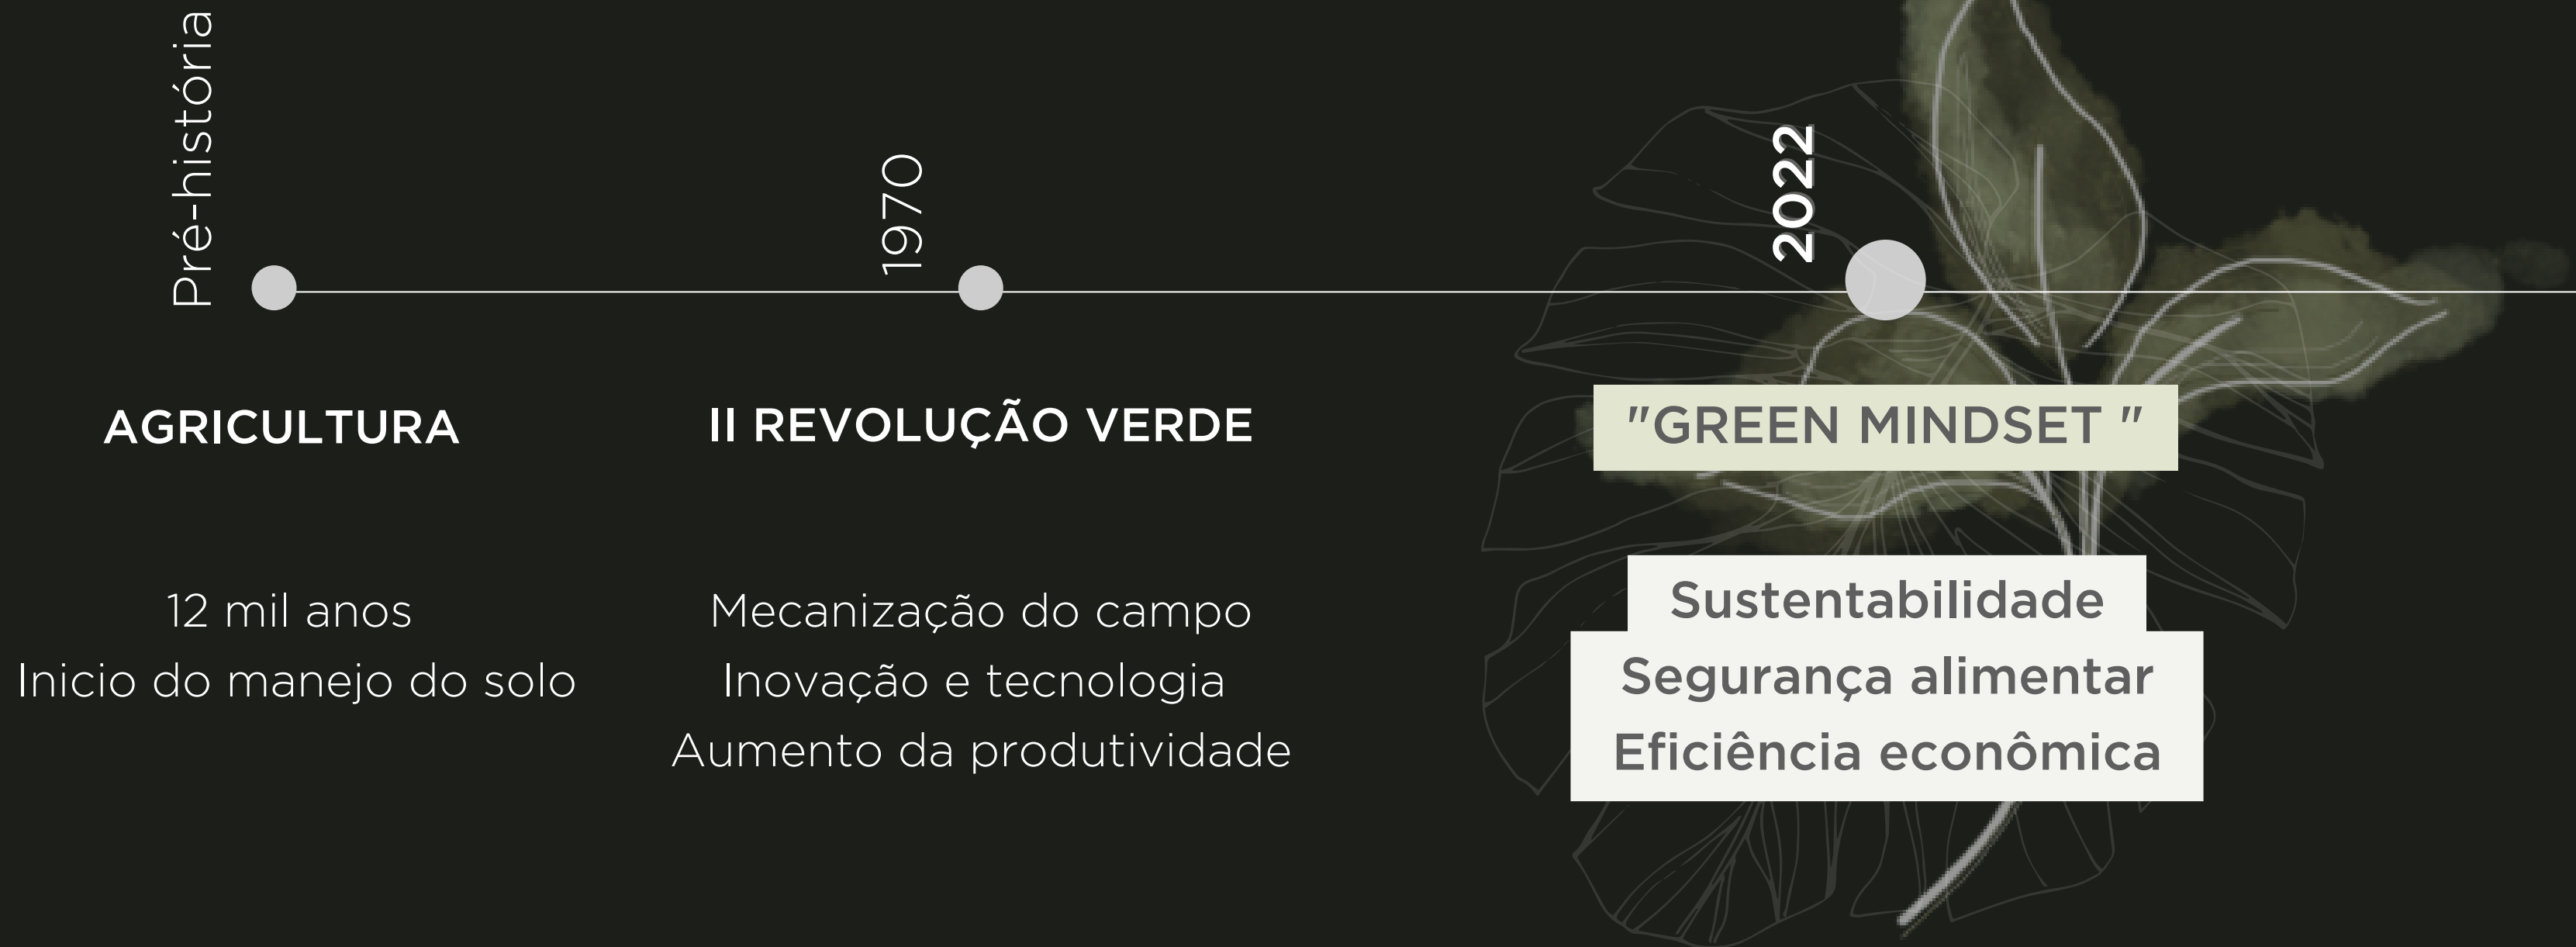 Pré-história
1970
2022
AGRICULTURA
12 mil anos
Inicio do manejo do solo
II REVOLUÇÃO VERDE
Mecanização do campo
Inovação e tecnologia
Aumento da produtividade
"GREEN MINDSET "
Sustentabilidade
Segurança alimentar
Eficiência econômica